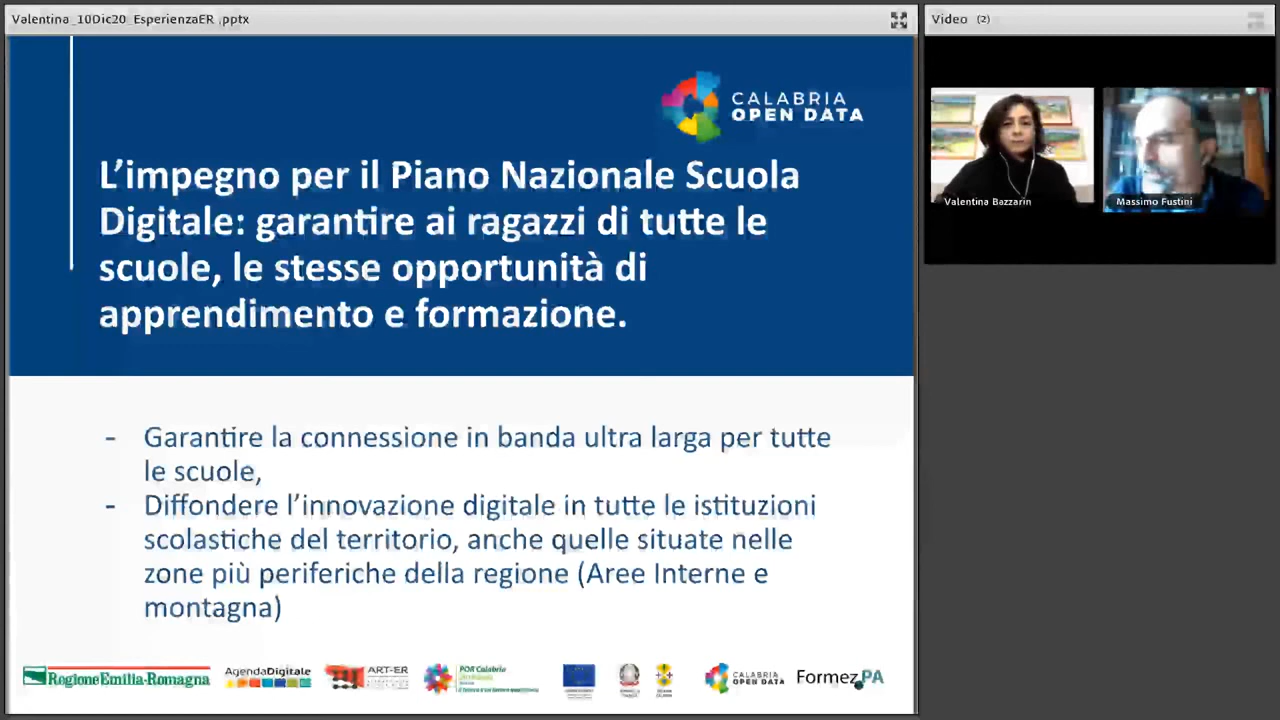 Valentina_10Dic20_EsperienzaER .pptx
Video (2)
CALABRIA
OPEN DATA
L’impegno per il Piano Nazionale Scuola
Digitale: garantire ai ragazzi di tutte le
scuole, le stesse opportunità di
apprendimento e formazione.
Valentina Bazzarin
Massimo Fustini
- Garantire la connessione in banda ultra larga per tutte
le scuole,
- Diffondere l’innovazione digitale in tutte le istituzioni
scolastiche del territorio, anche quelle situate nelle
zone più periferiche della regione (Aree Interne e
montagna)
RegioneEmilia-Romagna
AgendaDigitale
ART-ER
POR Calabria
CALABRIA
OPEN DATA
Formez PA